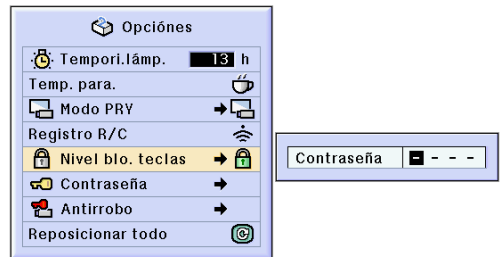 Opciónes
Tempori.lámp. 13 h
Temp. para.
Modo PRY
Registro R/C
Nivel blo. teclas
Contraseña
Antirrobo
Reposicionar todo
Contraseña - - - -